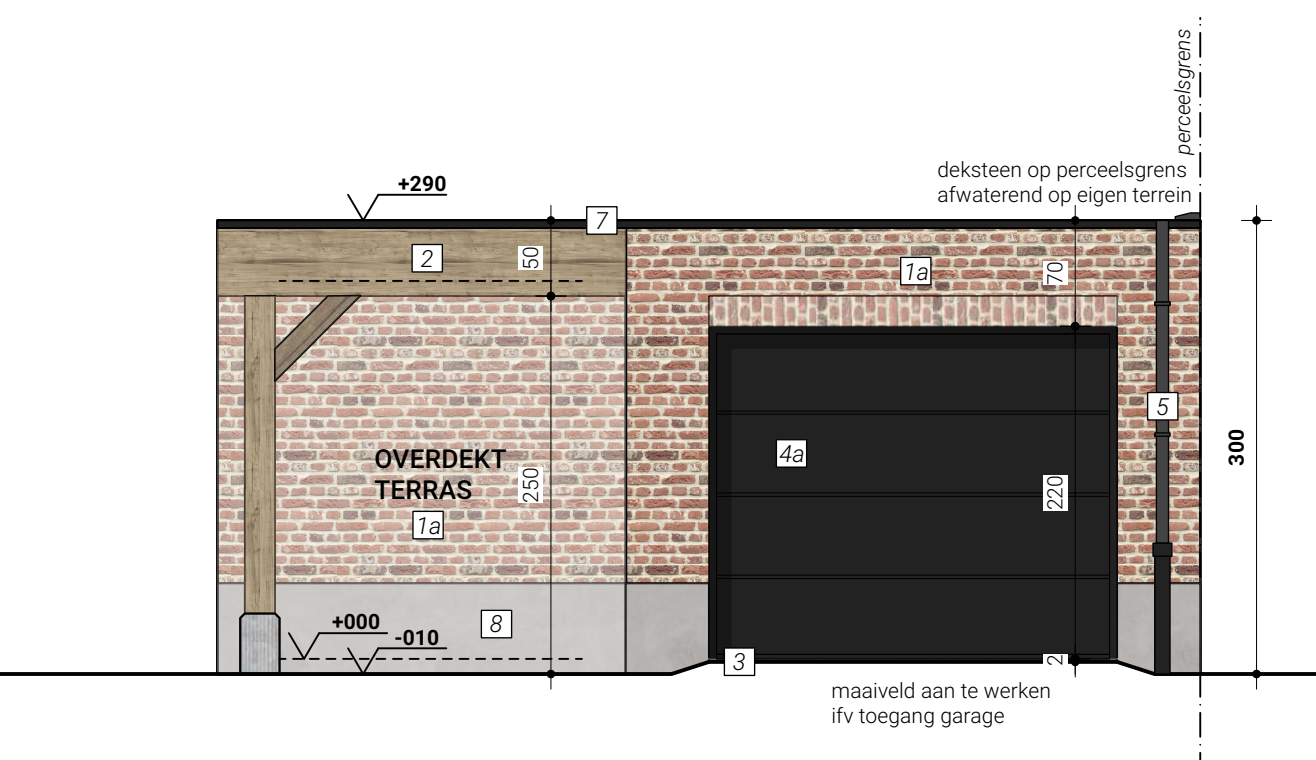 perceelsgrens
deksteen op perceelsgrens
afwaterend op eigen terrein
+290
7
2
50
1a
70
5
4a
OVERDEKT
TERRAS
250
220
300
1a
8
+000
-010
3
2
maaiveld aan te werken
ifv toegang garage